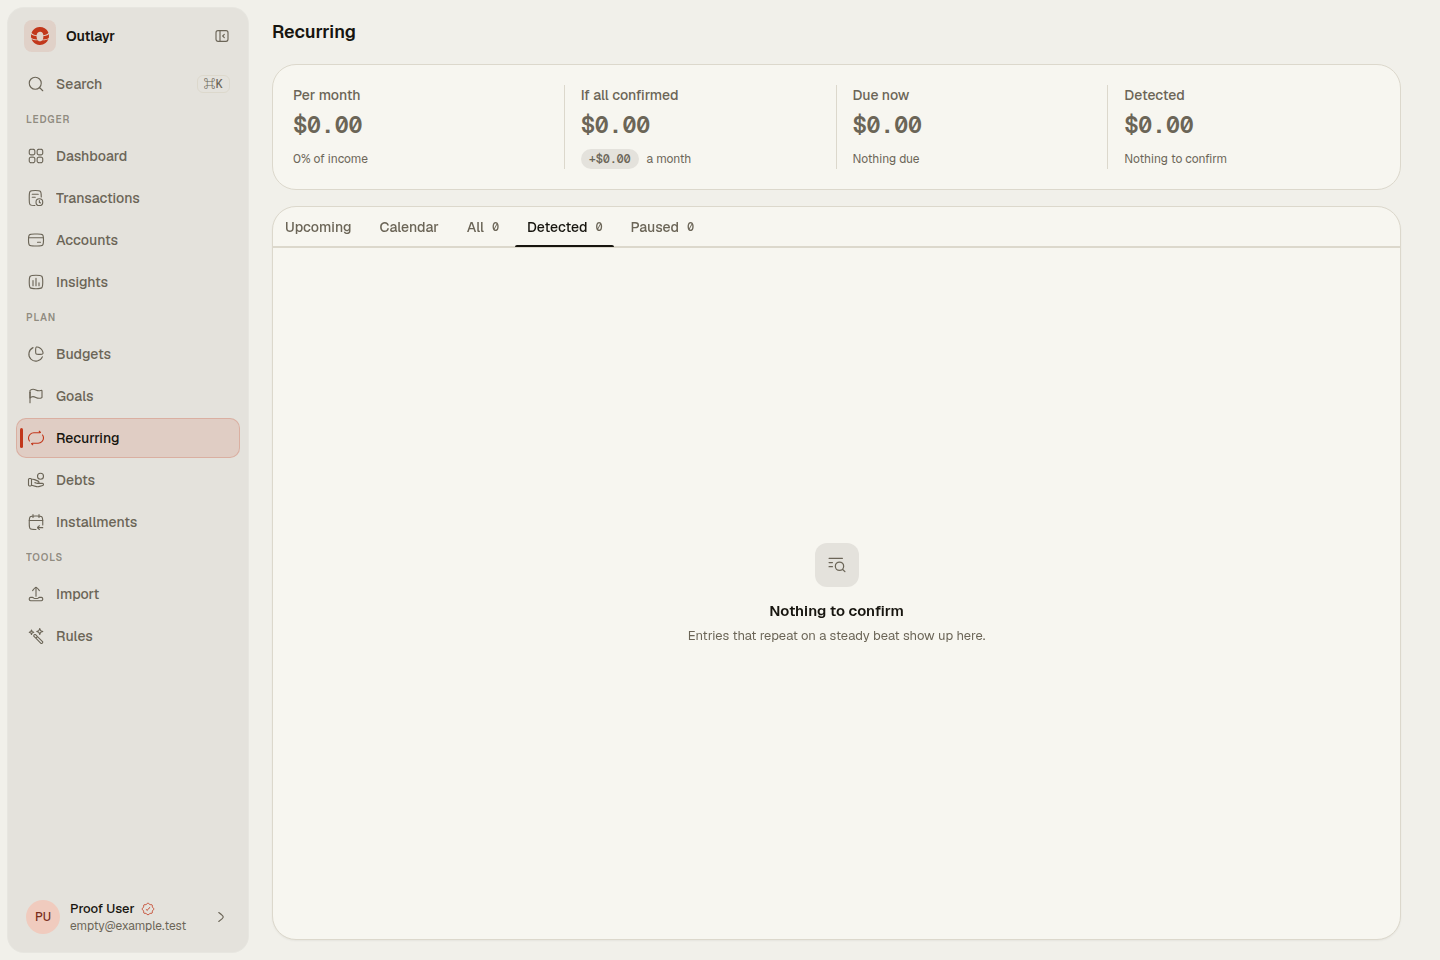 Outlayr
Search ⌘K
LEDGER
Dashboard
Transactions
Accounts
Insights
PLAN
Budgets
Goals
Recurring
Debts
Installments
TOOLS
Import
Rules
PU
Proof User
empty@example.test
Recurring
Per month
$0.00
0% of income
If all confirmed
$0.00
+$0.00 a month
Due now
$0.00
Nothing due
Detected
$0.00
Nothing to confirm
Upcoming Calendar All 0 Detected 0 Paused 0
Nothing to confirm
Entries that repeat on a steady beat show up here.